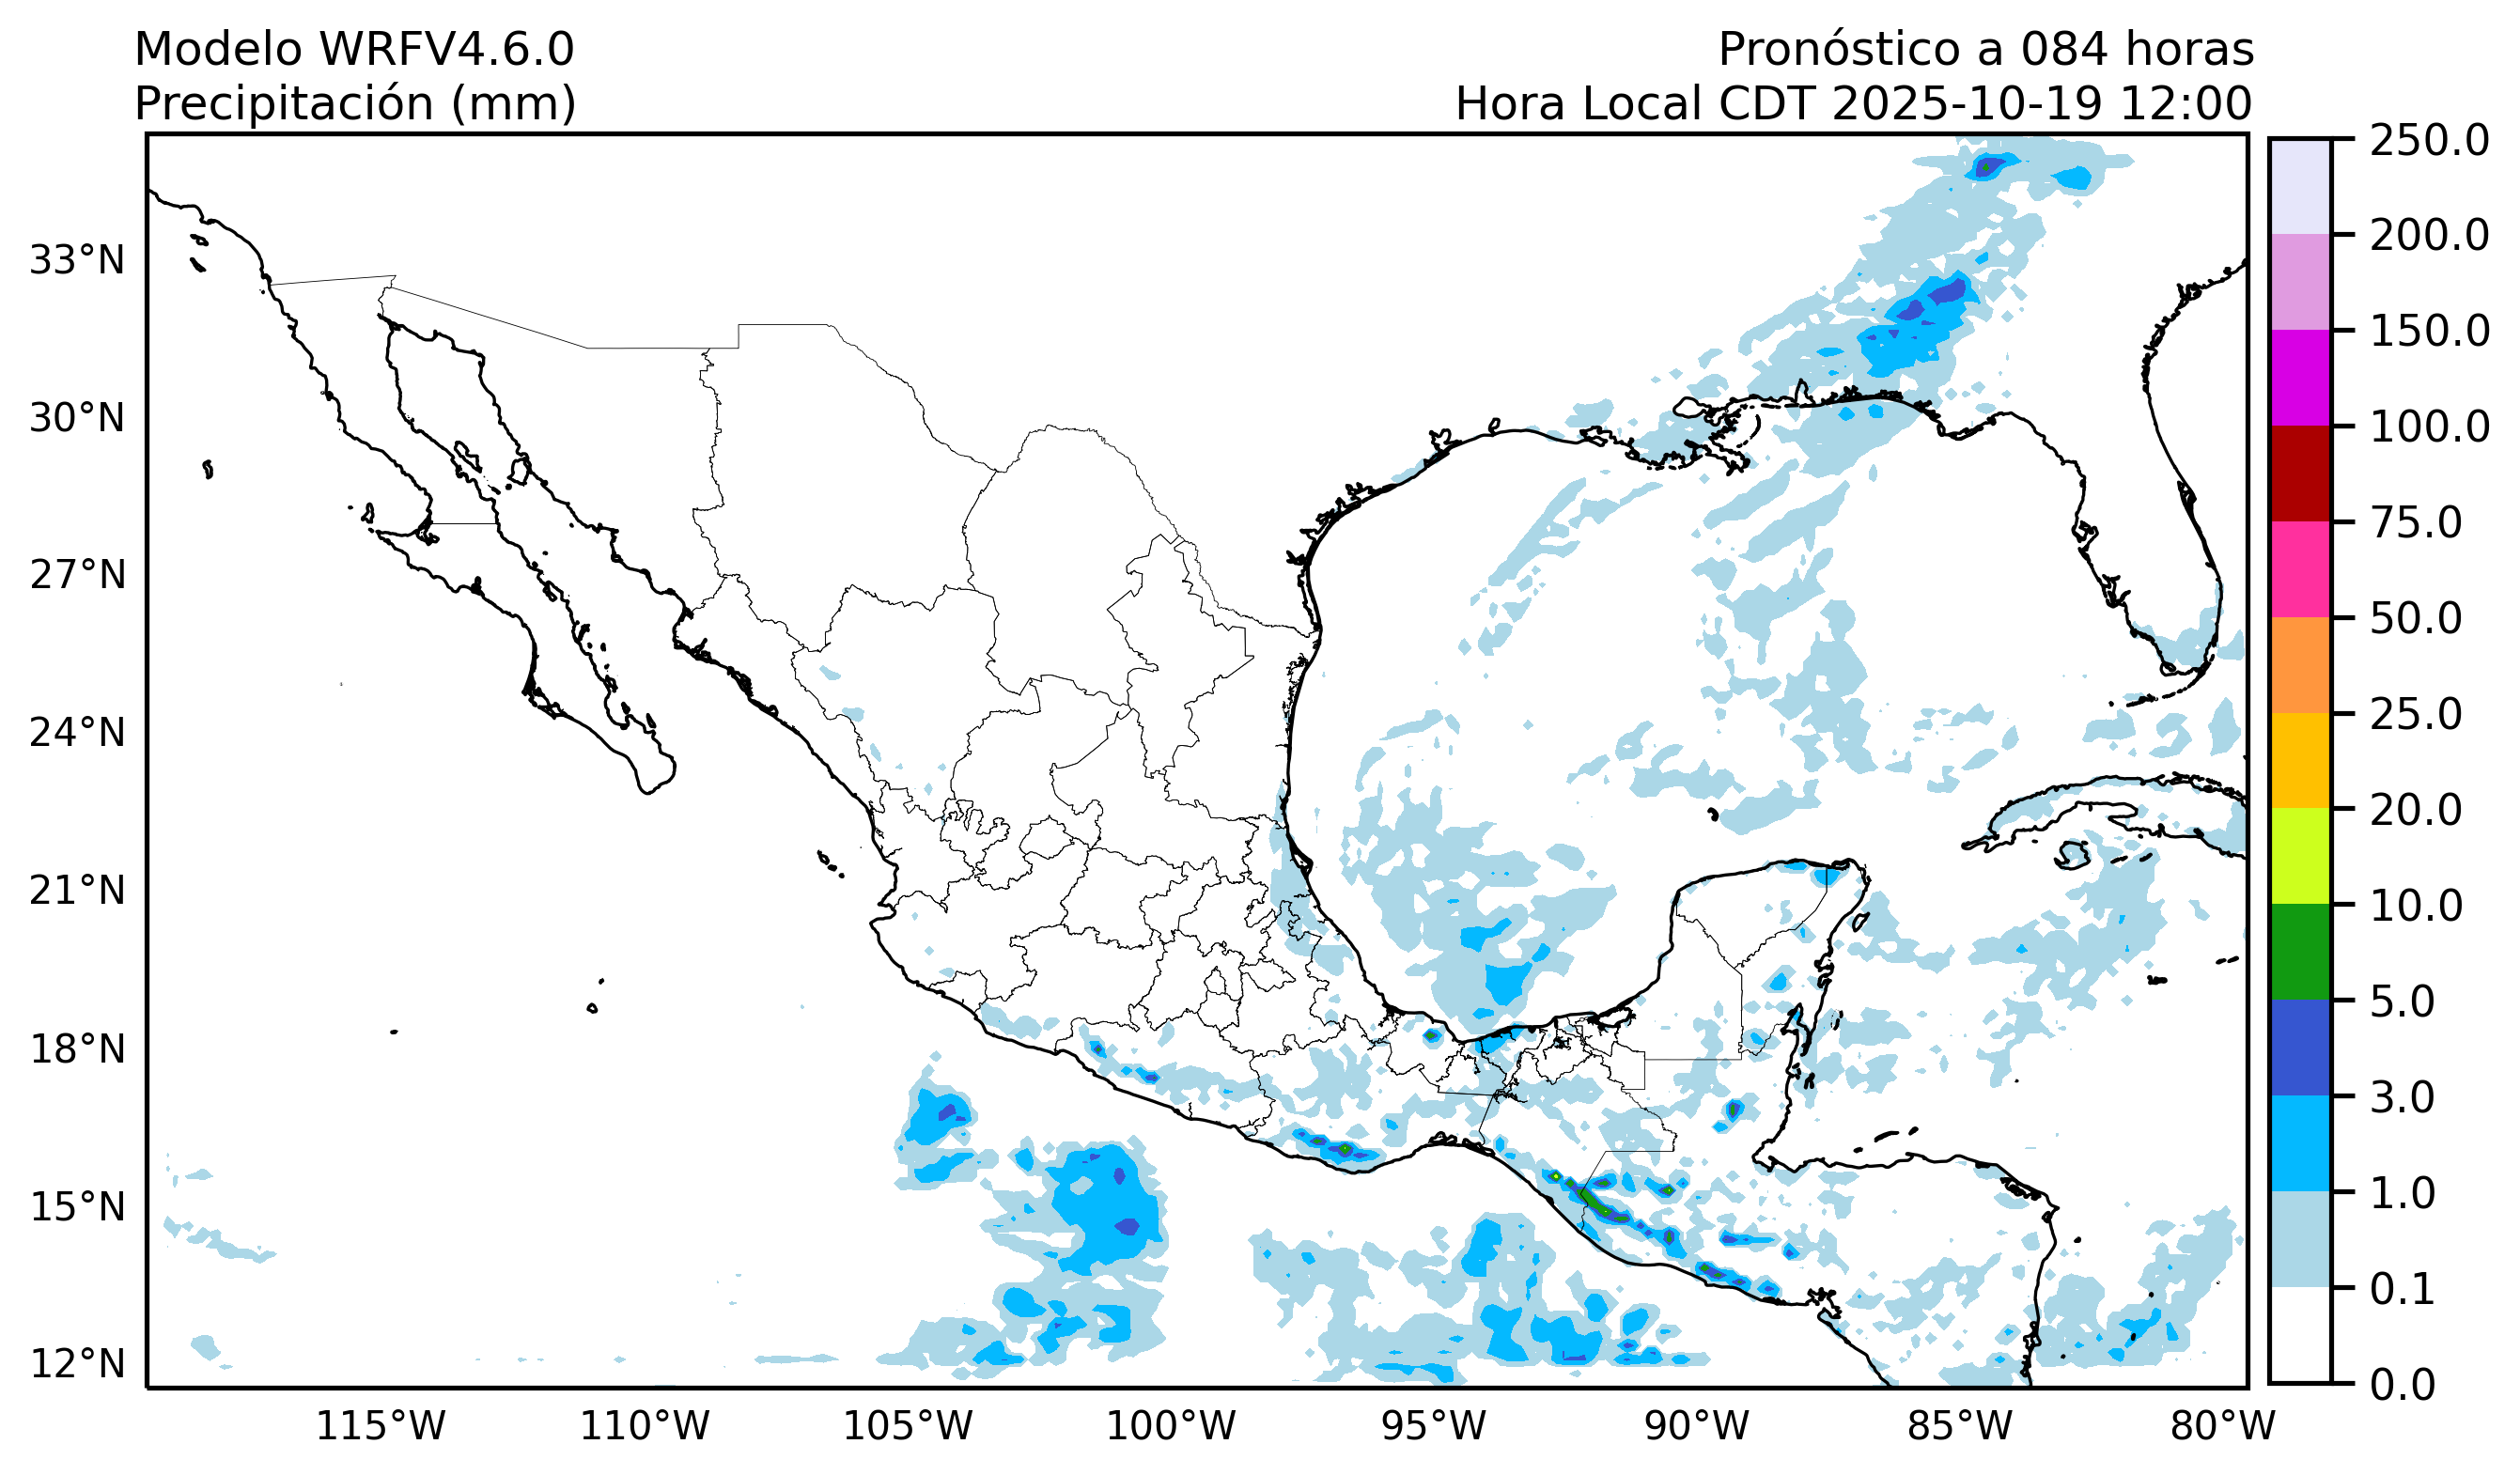 Modelo WRFV4.6.0
Precipitación (mm)
Pronóstico a 084 horas
Hora Local CDT 2025-10-19 12:00
33°N
30°N
27°N
24°N
21°N
18°N
15°N
12°N
115°W
110°W
105°W
100°W
95°W
90°W
85°W
80°W
250.0
200.0
150.0
100.0
75.0
50.0
25.0
20.0
10.0
5.0
3.0
1.0
0.1
0.0